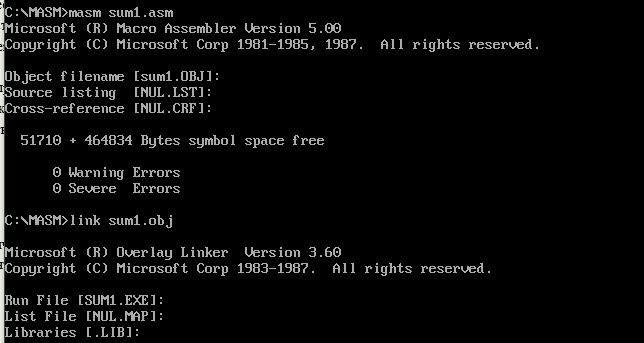 C:\MASM>masm sum1.asm
Microsoft (R) Macro Assembler Version 5.00
Copyright (C) Microsoft Corp 1981-1985, 1987.  All rights reserved.

Object filename [sum1.OBJ]:
Source listing  [NUL.LST]:
Cross-reference [NUL.CRF]:

  51710 + 464834 Bytes symbol space free

      0 Warning Errors
      0 Severe  Errors

C:\MASM>link sum1.obj

Microsoft (R) Overlay Linker  Version 3.60
Copyright (C) Microsoft Corp 1983-1987.  All rights reserved.

Run File [SUM1.EXE]:
List File [NUL.MAP]:
Libraries [.LIB]: